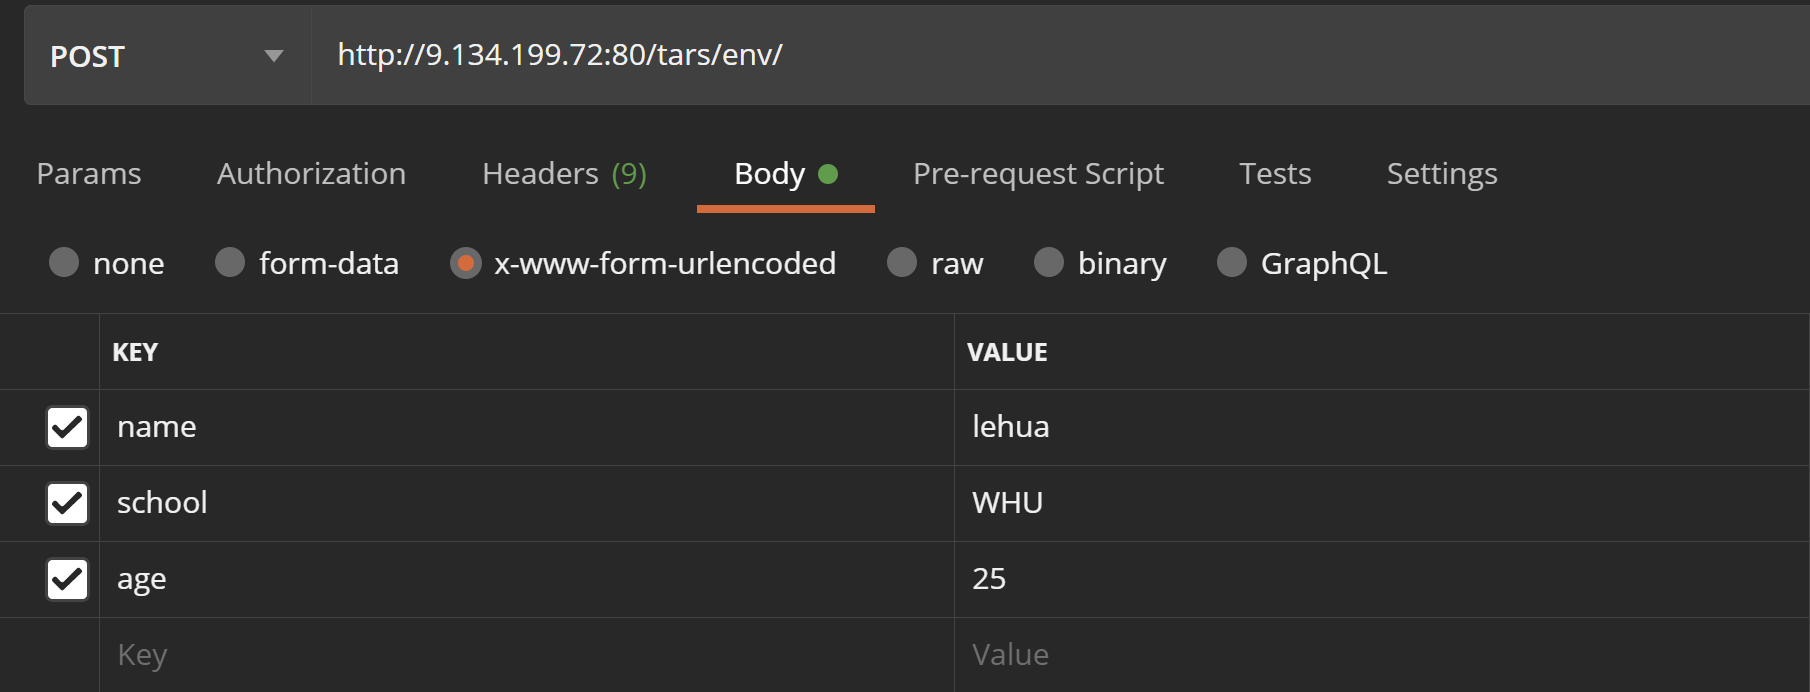 POST http://9.134.199.72:80/tars/env/
Params Authorization Headers (9) Body Pre-request Script Tests Settings
none form-data x-www-form-urlencoded raw binary GraphQL
KEY VALUE
name lehua
school WHU
age 25
Key Value